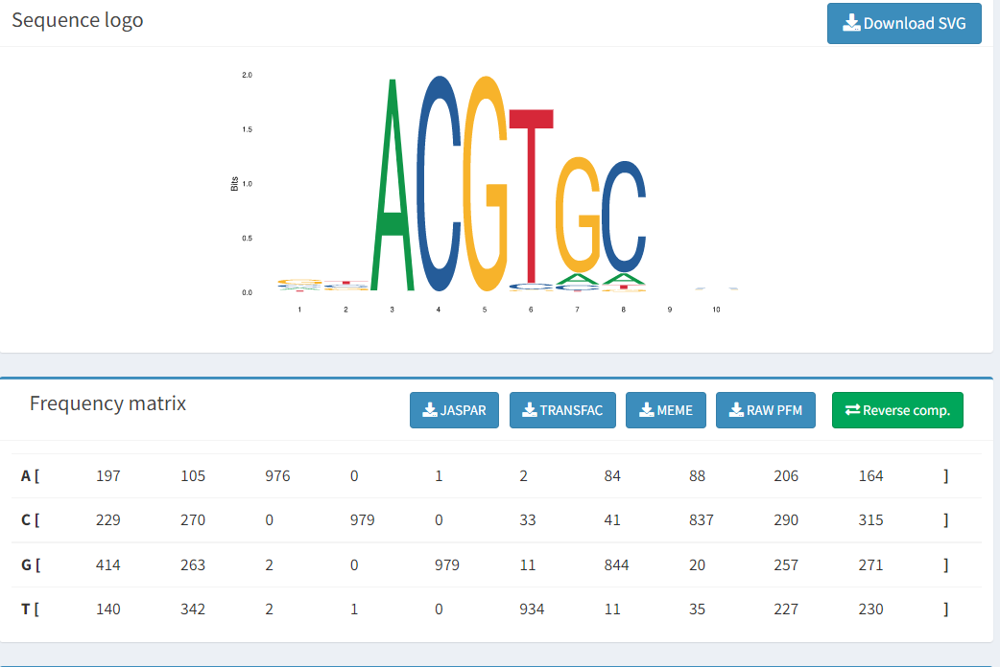 Sequence logo
Download SVG
2.0
1.5
1.0
0.5
0.0
Bits
ACGTGC
1 2 3 4 5 6 7 8 9 10
Frequency matrix
JASPAR TRANSFAC MEME RAW PFM Reverse comp.
A [ 197 105 976 0 1 2 84 88 206 164 ]
C [ 229 270 0 979 0 33 41 837 290 315 ]
G [ 414 263 2 0 979 11 844 20 257 271 ]
T [ 140 342 2 1 0 934 11 35 227 230 ]